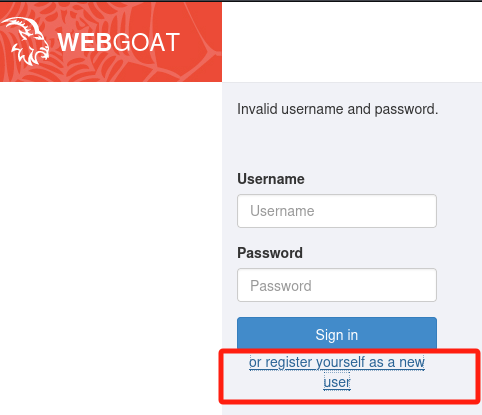 WEBGOAT
Invalid username and password.
Username
Username
Password
Password
Sign in
or register yourself as a new
user